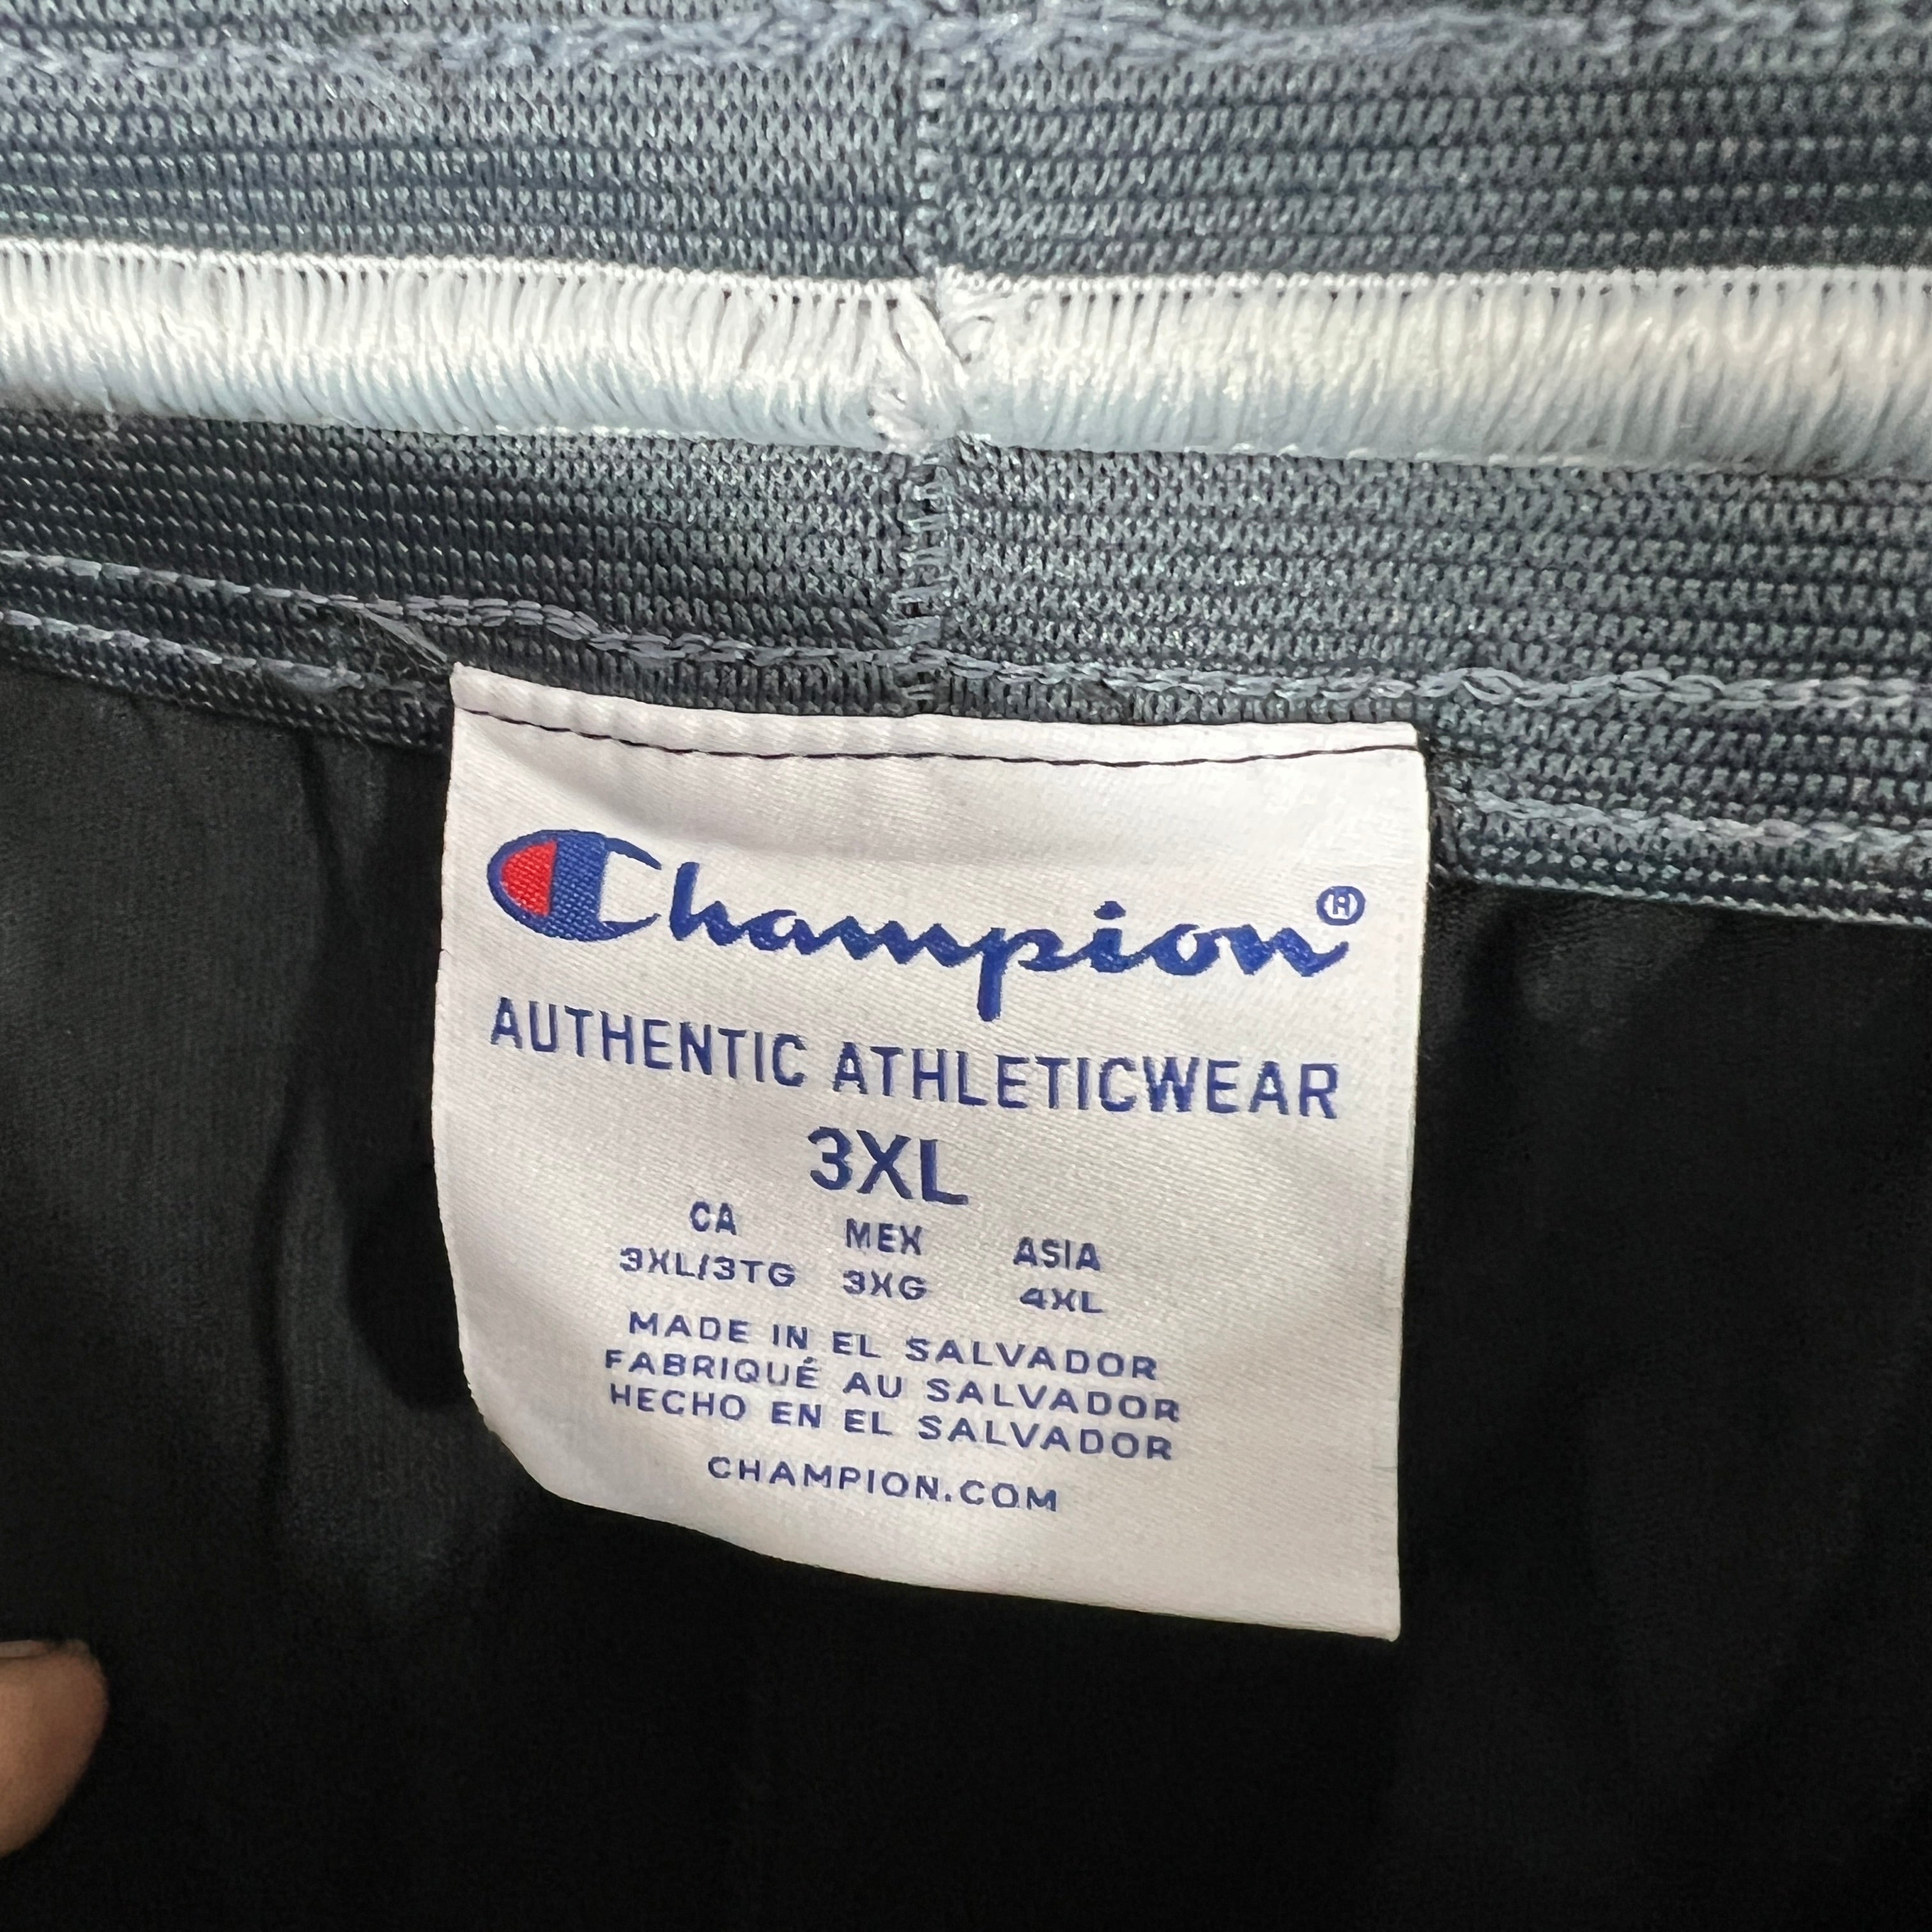 Champion®
AUTHENTIC ATHLETICWEAR
3XL
CA MEX ASIA
3XL/3TG 3XG 4XL
MADE IN EL SALVADOR
FABRIQUÉ AU SALVADOR
HECHO EN EL SALVADOR
CHAMPION.COM